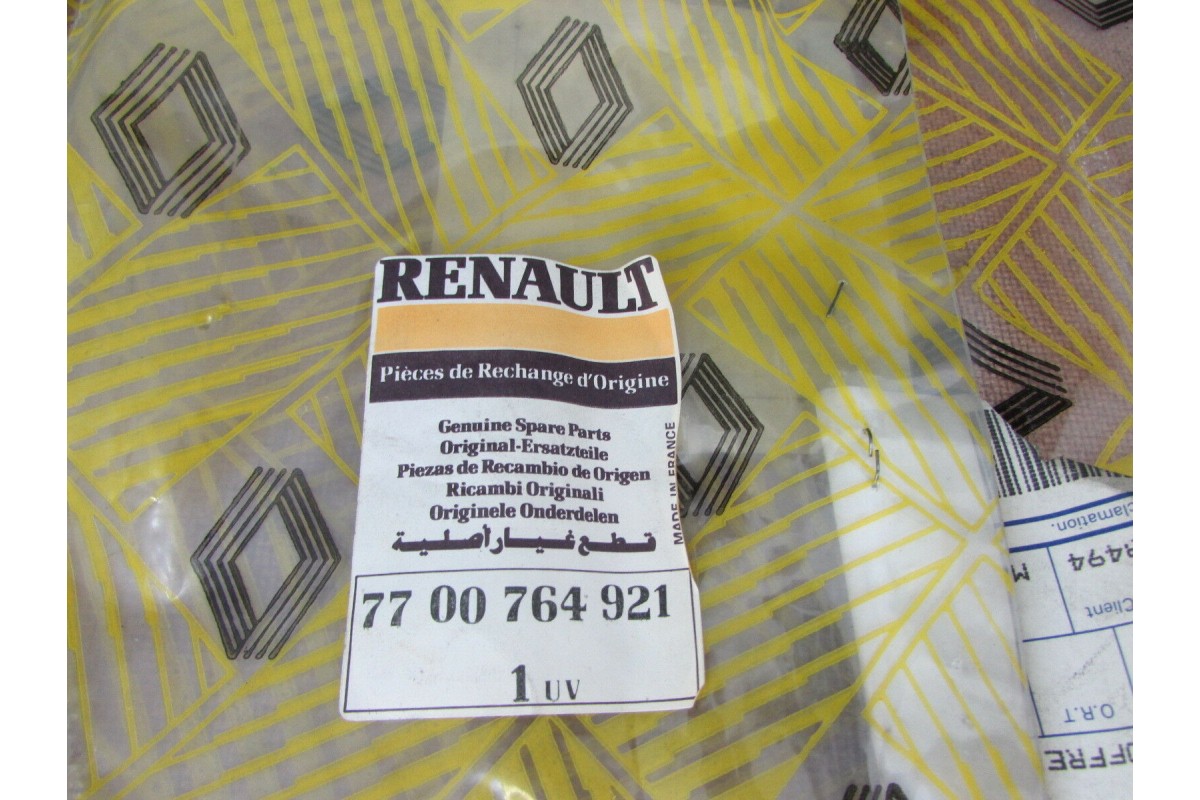 RENAULT
Pièces de Rechange d'Origine
Genuine Spare Parts
Original-Ersatzteile
Piezas de Recambio de Origen
Ricambi Originali
Originele Onderdelen
قطع غيار أصلية
MADE IN FRANCE
77 00 764 921
1 UV
clamation.
R494
M
Client
O.R.T
OFFRE